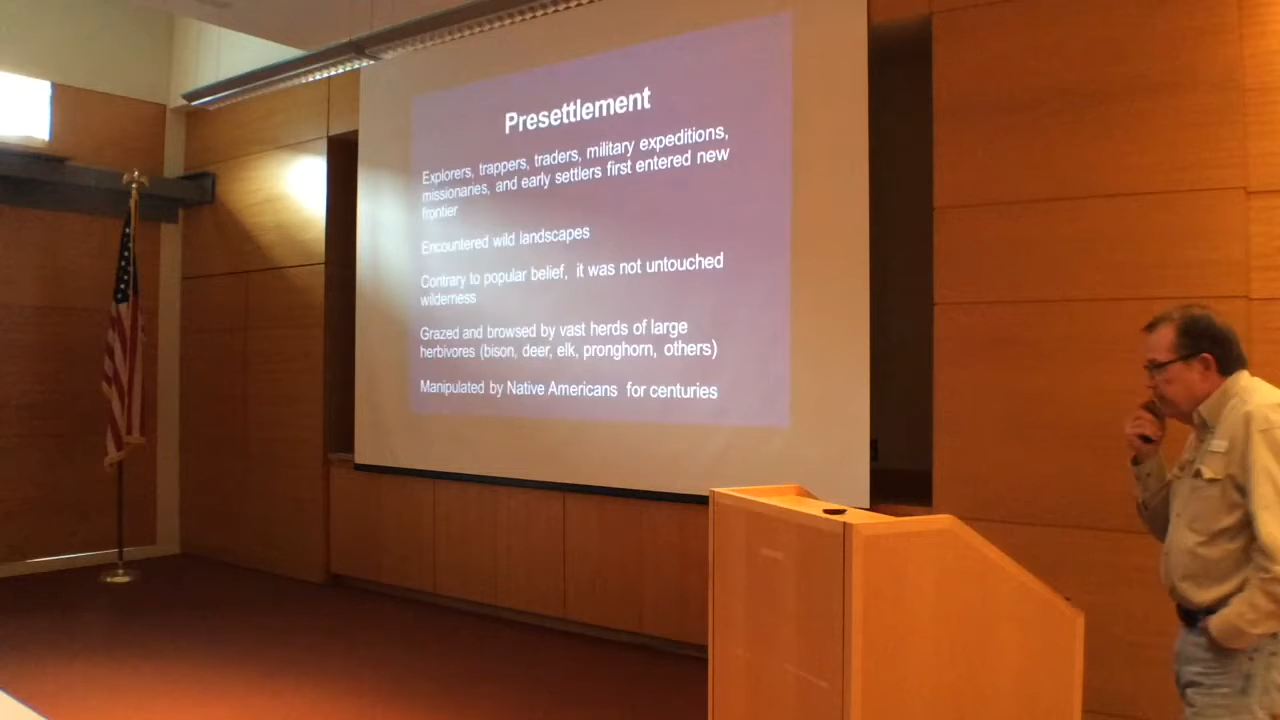 Presettlement
Explorers, trappers, traders, military expeditions,
missionaries, and early settlers first entered new
frontier
Encountered wild landscapes
Contrary to popular belief, it was not untouched
wilderness
Grazed and browsed by vast herds of large
herbivores (bison, deer, elk, pronghorn, others)
Manipulated by Native Americans for centuries